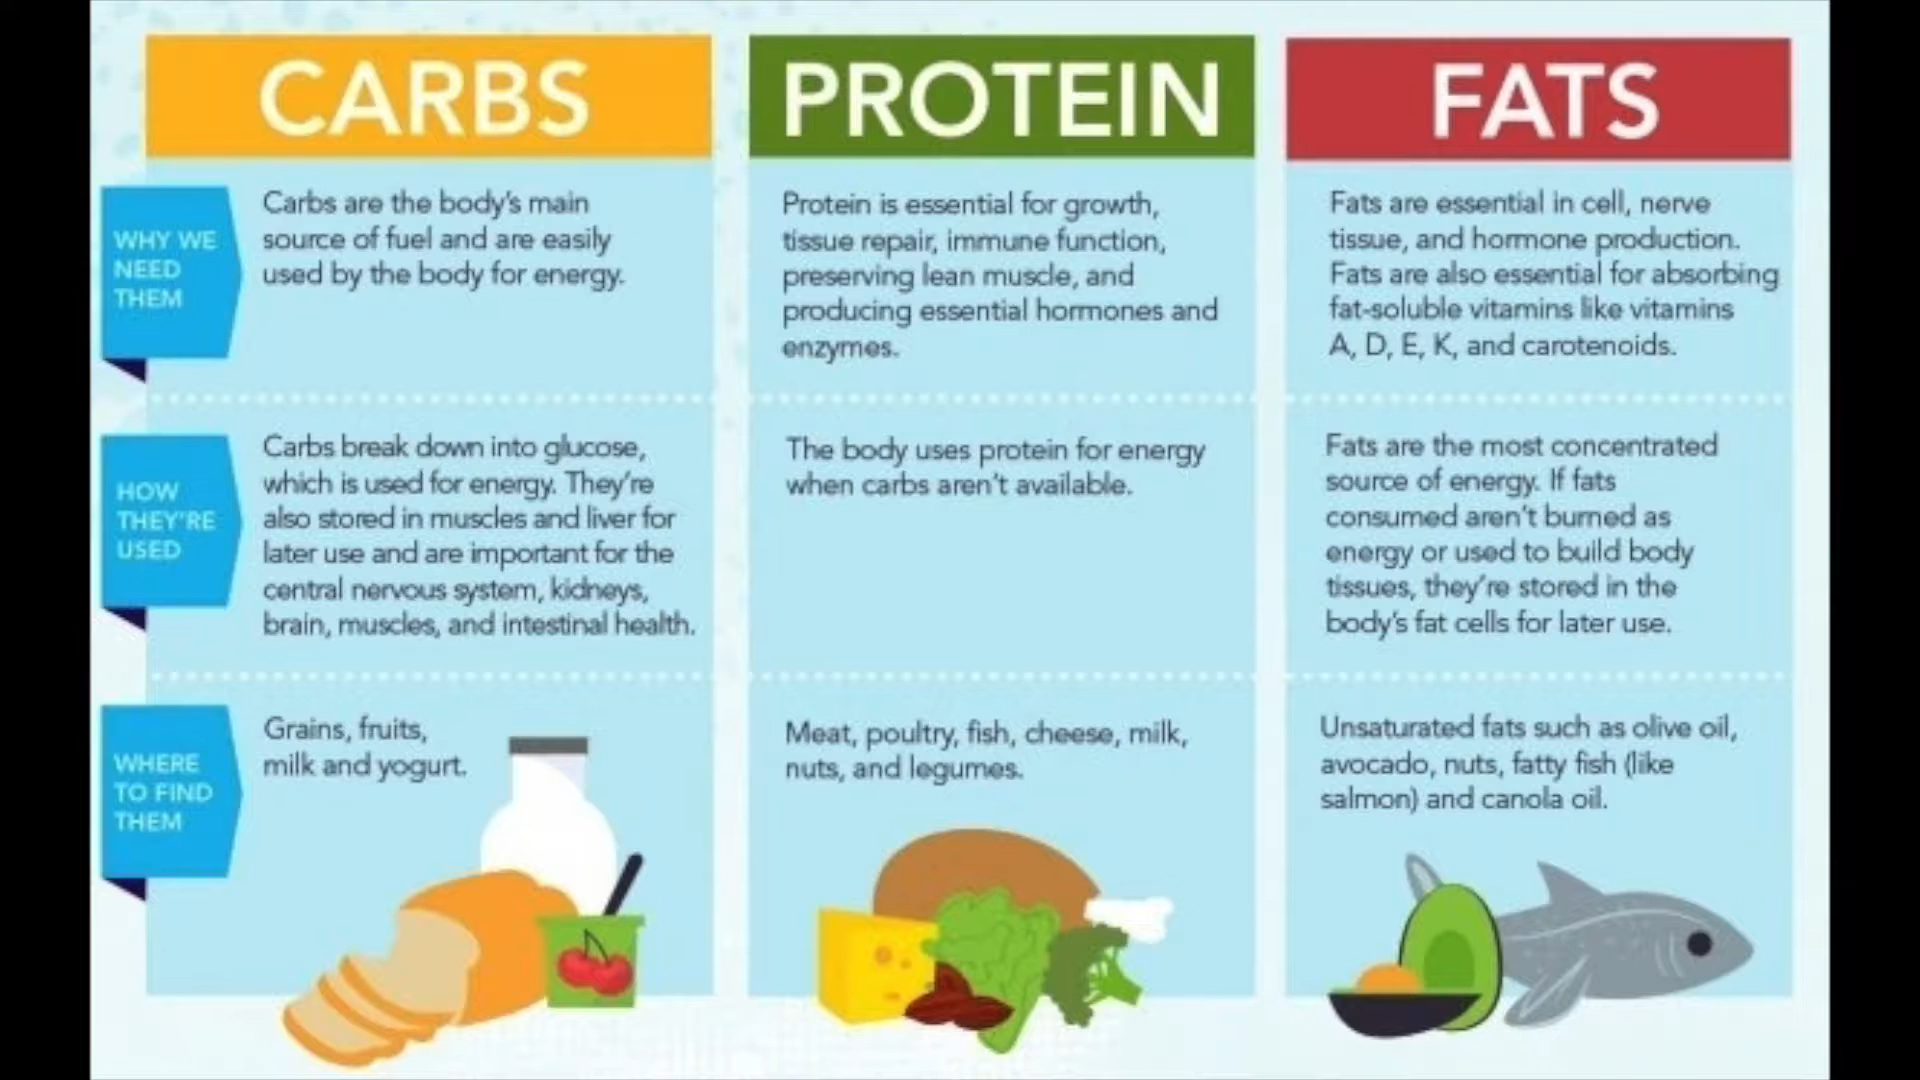 CARBS
PROTEIN
FATS
WHY WE
NEED
THEM
Carbs are the body's main
source of fuel and are easily
used by the body for energy.
Protein is essential for growth,
tissue repair, immune function,
preserving lean muscle, and
producing essential hormones and
enzymes.
Fats are essential in cell, nerve
tissue, and hormone production.
Fats are also essential for absorbing
fat-soluble vitamins like vitamins
A, D, E, K, and carotenoids.
HOW
THEY'RE
USED
Carbs break down into glucose,
which is used for energy. They're
also stored in muscles and liver for
later use and are important for the
central nervous system, kidneys,
brain, muscles, and intestinal health.
The body uses protein for energy
when carbs aren't available.
Fats are the most concentrated
source of energy. If fats
consumed aren't burned as
energy or used to build body
tissues, they're stored in the
body's fat cells for later use.
WHERE
TO FIND
THEM
Grains, fruits,
milk and yogurt.
Meat, poultry, fish, cheese, milk,
nuts, and legumes.
Unsaturated fats such as olive oil,
avocado, nuts, fatty fish (like
salmon) and canola oil.